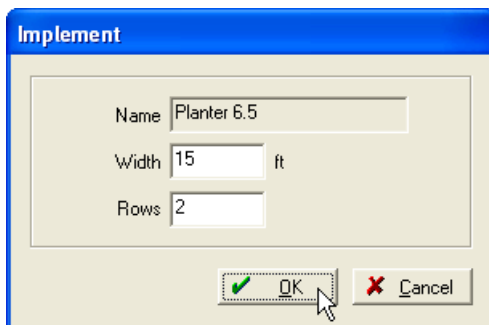 Implement
Name Planter 6.5
Width 15 ft
Rows 2
OK Cancel